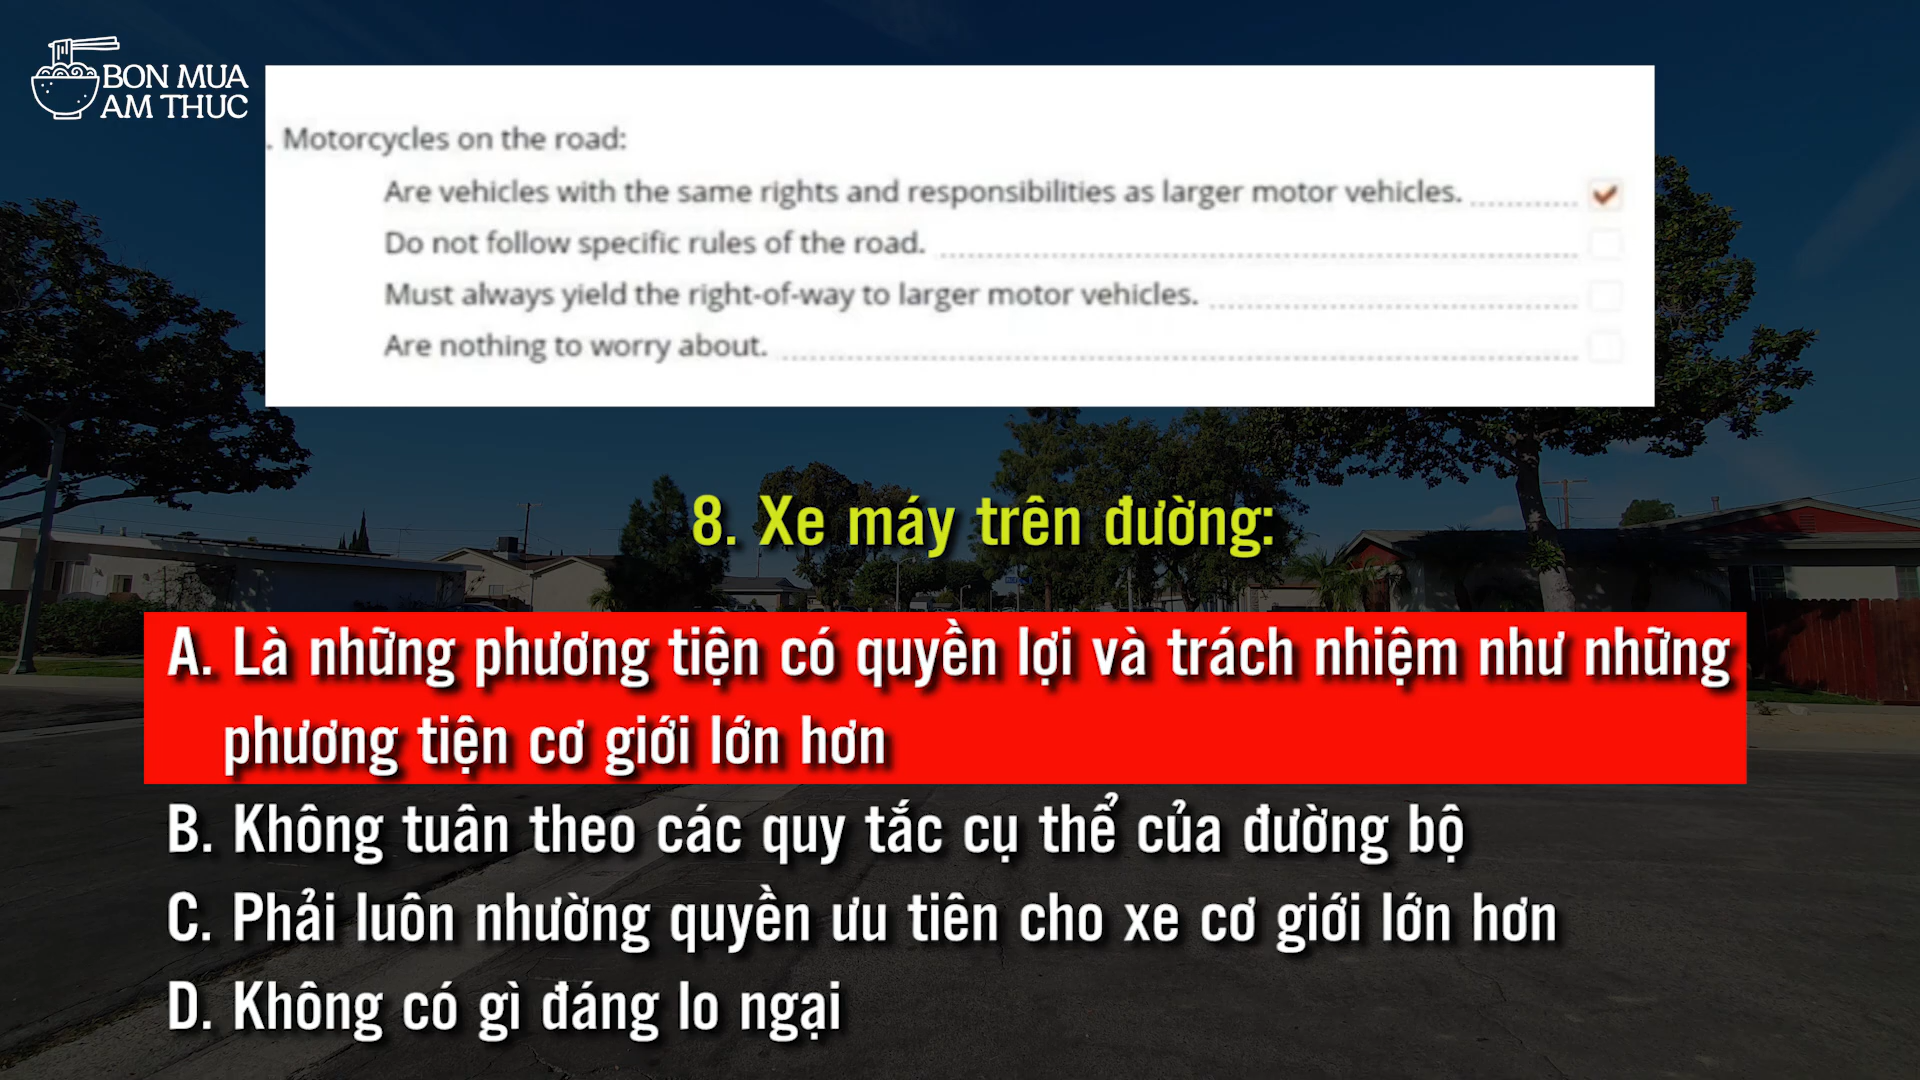 BON MUA
AM THUC
. Motorcycles on the road:
Are vehicles with the same rights and responsibilities as larger motor vehicles.
Do not follow specific rules of the road.
Must always yield the right-of-way to larger motor vehicles.
Are nothing to worry about.
8. Xe máy trên đường:
A. Là những phương tiện có quyền lợi và trách nhiệm như những
phương tiện cơ giới lớn hơn
B. Không tuân theo các quy tắc cụ thể của đường bộ
C. Phải luôn nhường quyền ưu tiên cho xe cơ giới lớn hơn
D. Không có gì đáng lo ngại